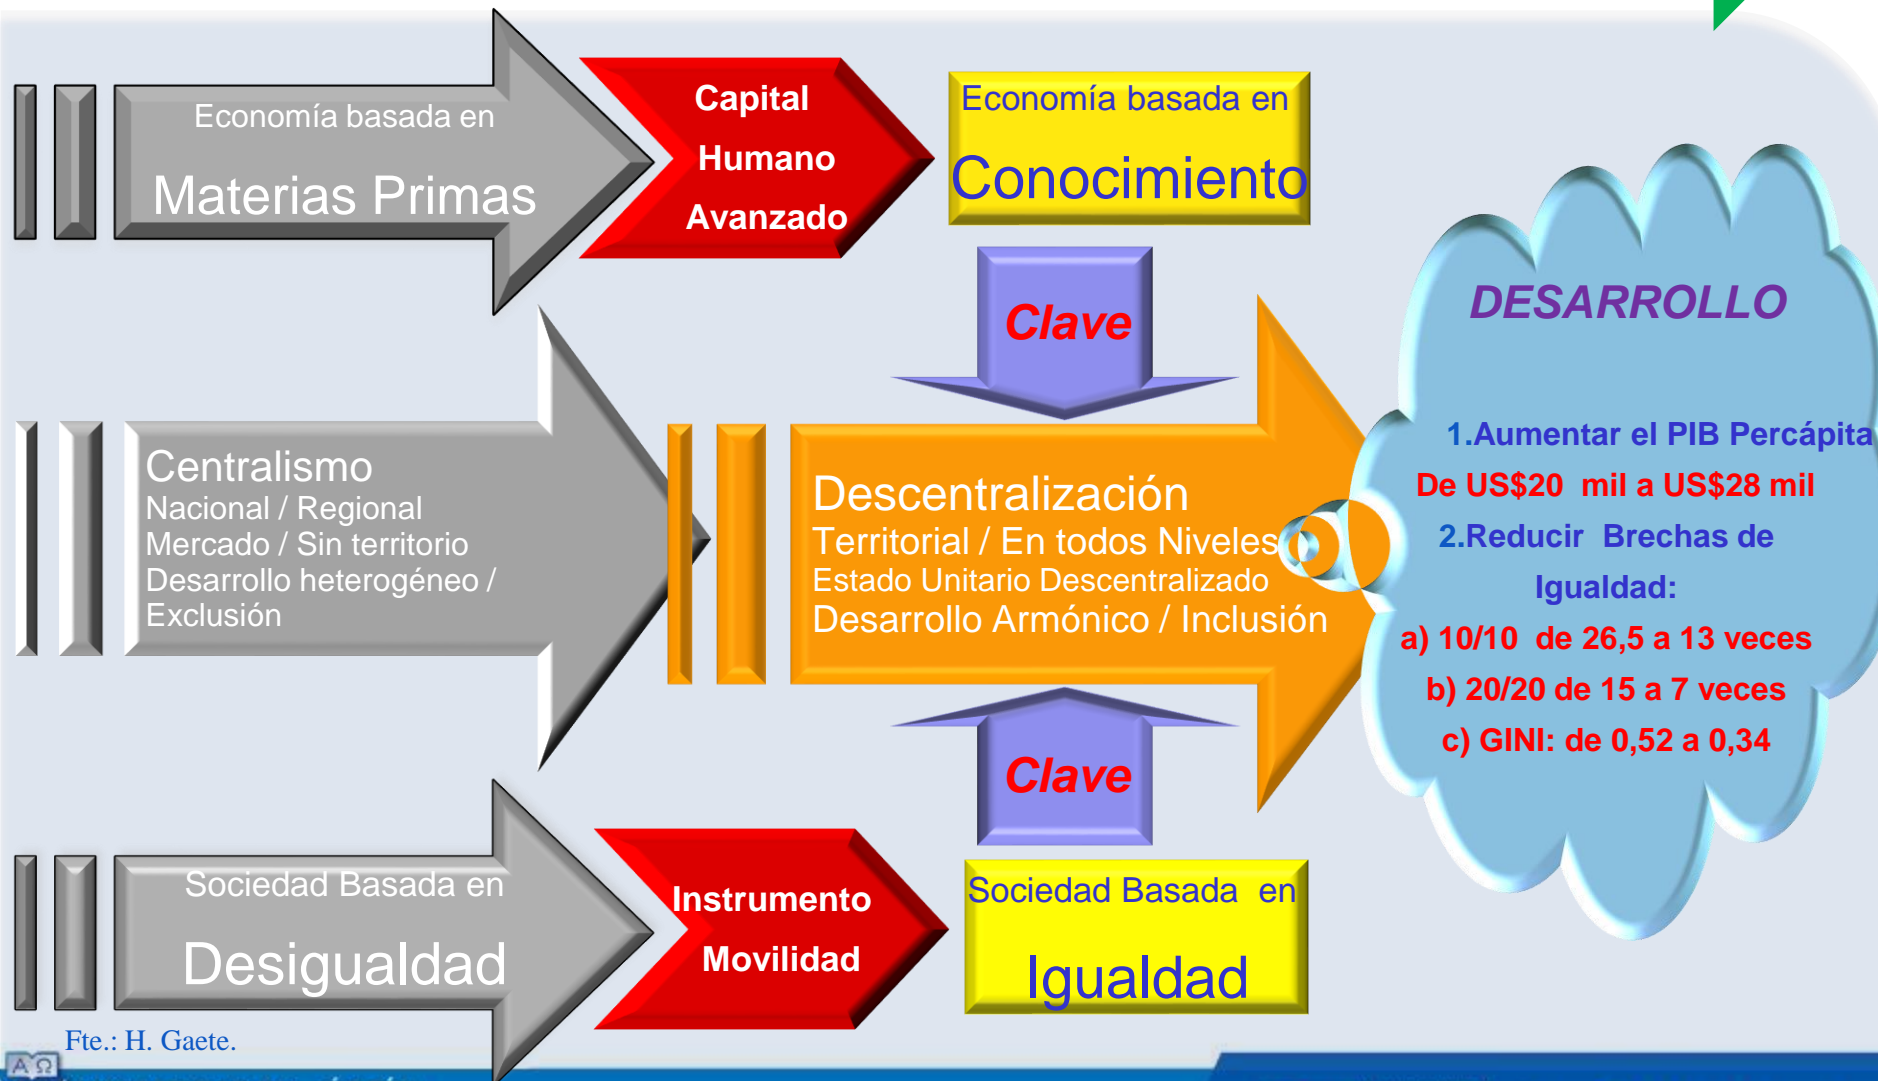 Economía basada en
Materias Primas
Capital
Humano
Avanzado
Economía basada en
Conocimiento
Clave
Centralismo
Nacional / Regional
Mercado / Sin territorio
Desarrollo heterogéneo /
Exclusión
Descentralización
Territorial / En todos Niveles
Estado Unitario Descentralizado
Desarrollo Armónico / Inclusión
DESARROLLO
1.Aumentar el PIB Percápita
De US$20 mil a US$28 mil
2.Reducir Brechas de
Igualdad:
a) 10/10 de 26,5 a 13 veces
b) 20/20 de 15 a 7 veces
c) GINI: de 0,52 a 0,34
Clave
Sociedad Basada en
Desigualdad
Instrumento
Movilidad
Sociedad Basada en
Igualdad
Fte.: H. Gaete.
A Ω